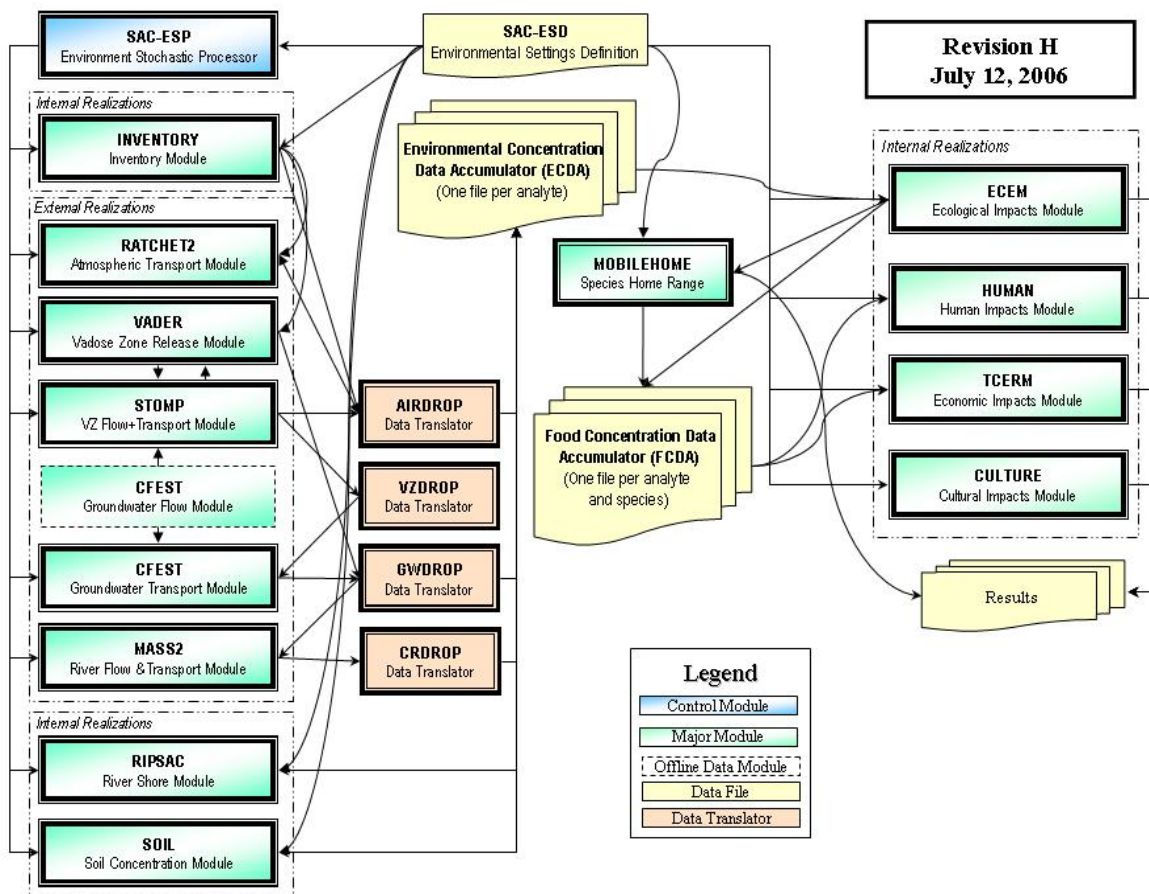 SAC-ESP
Environment Stochastic Processor
SAC-ESD
Environmental Settings Definition
Revision H
July 12, 2006
Internal Realizations
INVENTORY
Inventory Module
External Realizations
RATCHET2
Atmospheric Transport Module
VADER
Vadose Zone Release Module
STOMP
VZ Flow+Transport Module
CFEST
Groundwater Flow Module
CFEST
Groundwater Transport Module
MASS2
River Flow & Transport Module
Internal Realizations
RIPSAC
River Shore Module
SOIL
Soil Concentration Module
Environmental Concentration
Data Accumulator (ECDA)
(One file per analyte)
AIRDROP
Data Translator
VZDROP
Data Translator
GWDROP
Data Translator
CRDROP
Data Translator
MOBILEHOME
Species Home Range
Food Concentration Data
Accumulator (FCDA)
(One file per analyte
and species)
Internal Realizations
ECEM
Ecological Impacts Module
HUMAN
Human Impacts Module
TCERM
Economic Impacts Module
CULTURE
Cultural Impacts Module
Results
Legend
Control Module
Major Module
Offline Data Module
Data File
Data Translator